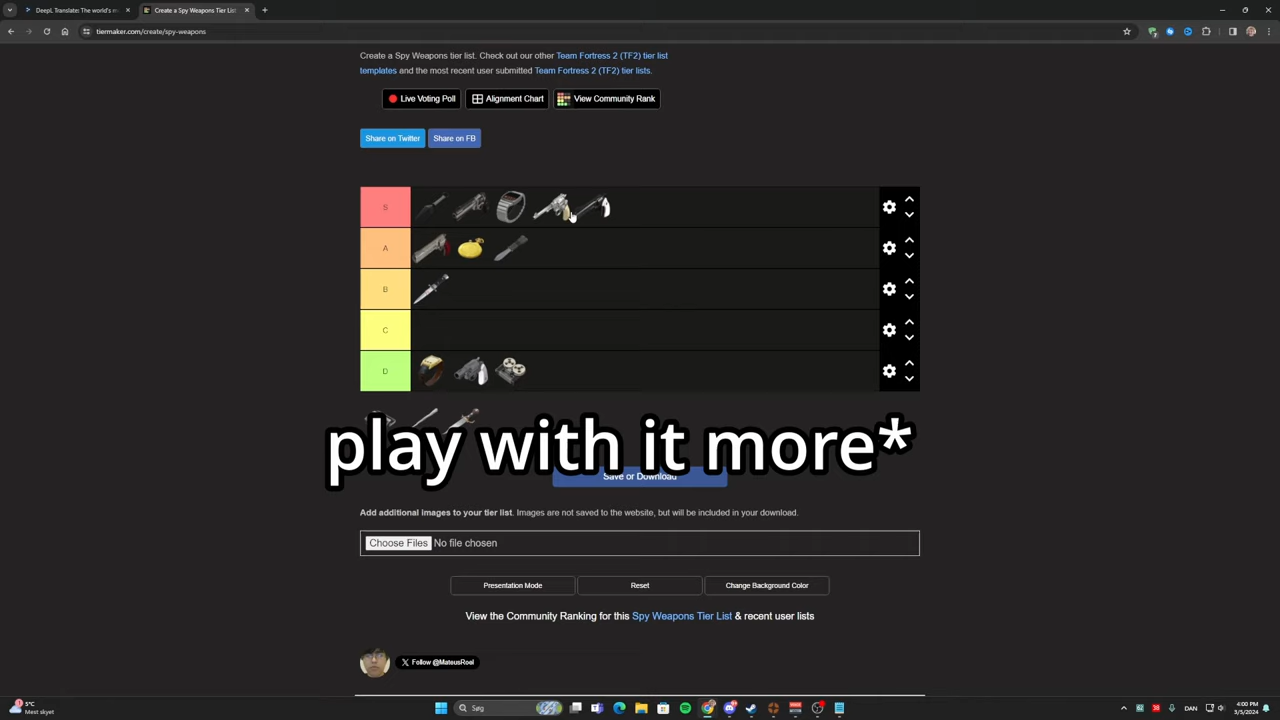 DeepL Translate: The world's m
Create a Spy Weapons Tier List
tiermaker.com/create/spy-weapons
Create a Spy Weapons tier list. Check out our other Team Fortress 2 (TF2) tier list
templates and the most recent user submitted Team Fortress 2 (TF2) tier lists.
Live Voting Poll
Alignment Chart
View Community Rank
Share on Twitter
Share on FB
S
A
B
C
D
play with it more*
Save or Download
Add additional images to your tier list. Images are not saved to the website, but will be included in your download.
Choose Files No file chosen
Presentation Mode
Reset
Change Background Color
View the Community Ranking for this Spy Weapons Tier List & recent user lists
Follow @MateusRoel
5°C
Mest skyet
Søg
DAN
4:00 PM
3/5/2024